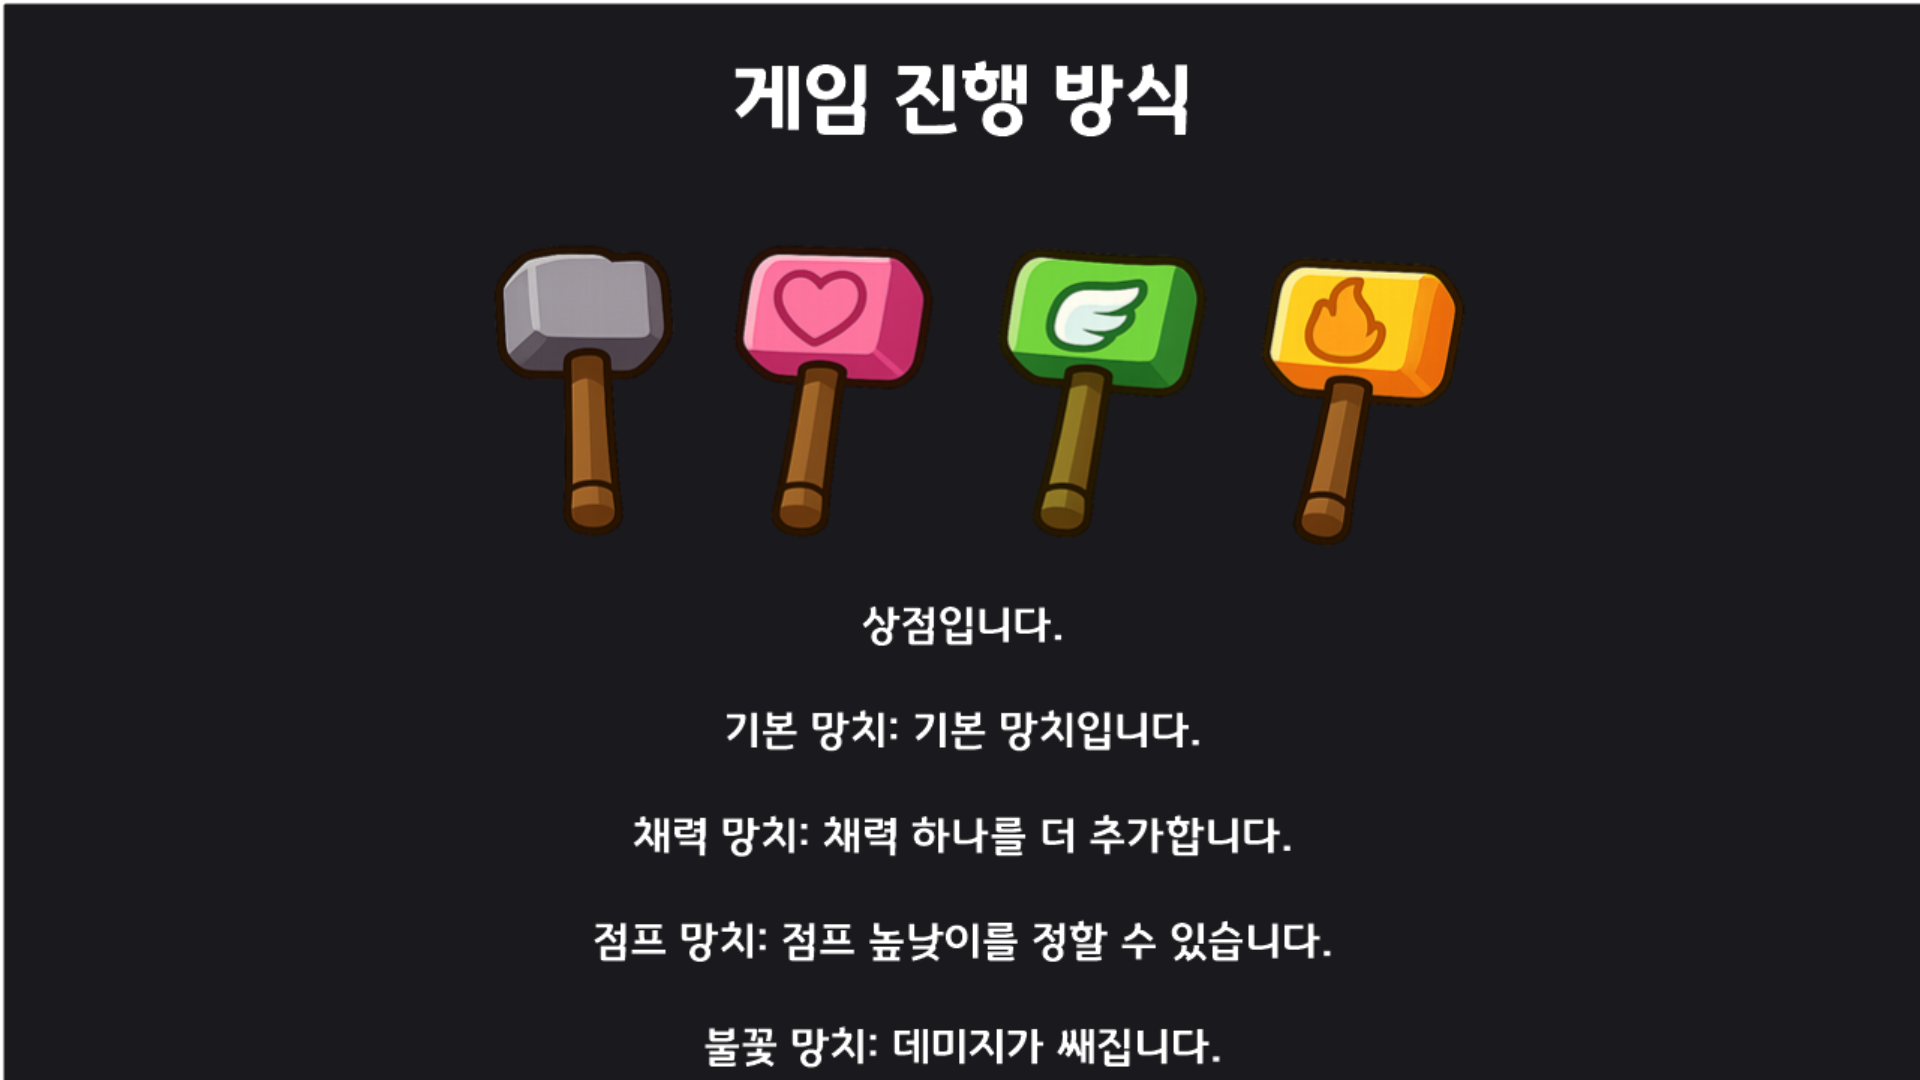 게임 진행 방식
상점입니다.
기본 망치: 기본 망치입니다.
채력 망치: 채력 하나를 더 추가합니다.
점프 망치: 점프 높낮이를 정할 수 있습니다.
불꽃 망치: 데미지가 쌔집니다.